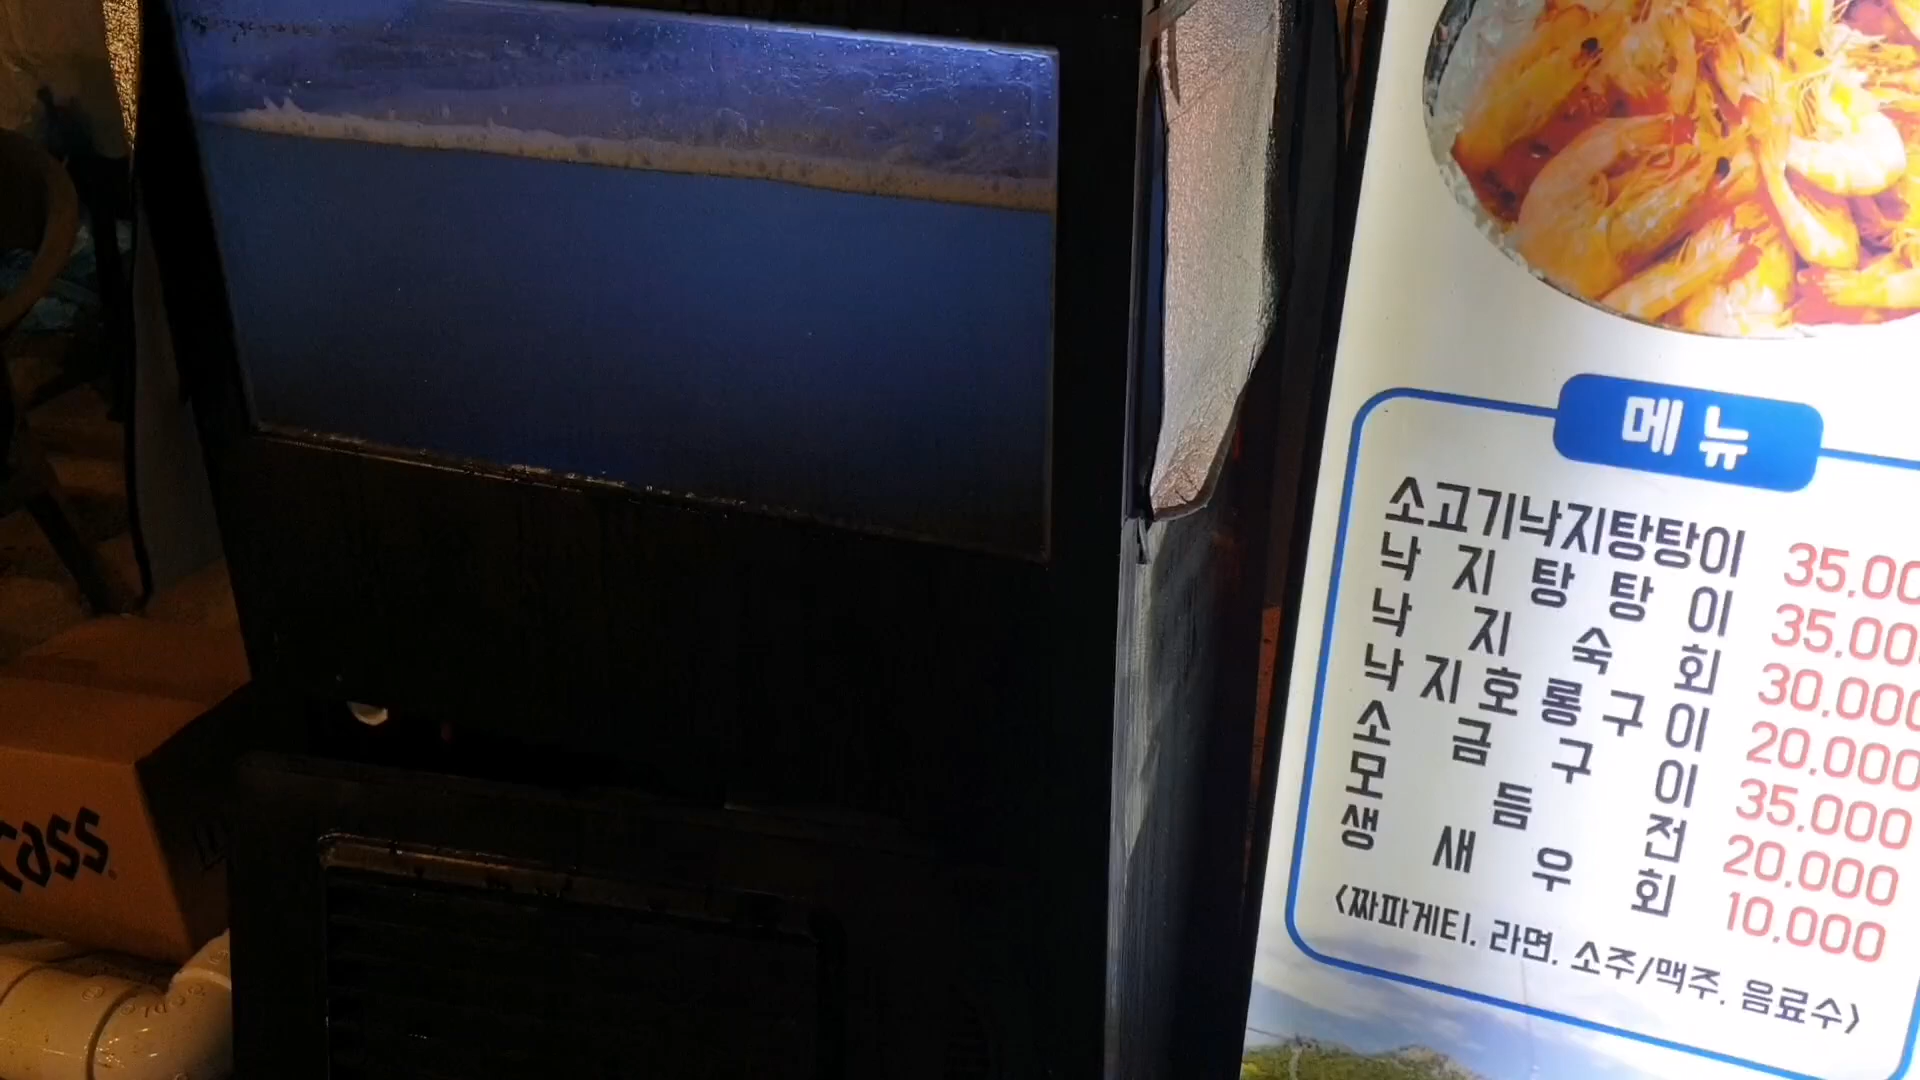 메뉴
소고기낙지탕탕이 35,00
낙지탕탕이 35,00
낙지숙회 30,000
낙지호롱구이 20,000
소금구이 35,000
모듬전 20,000
생새우회 10,000
<짜파게티. 라면. 소주/맥주. 음료수>
cass